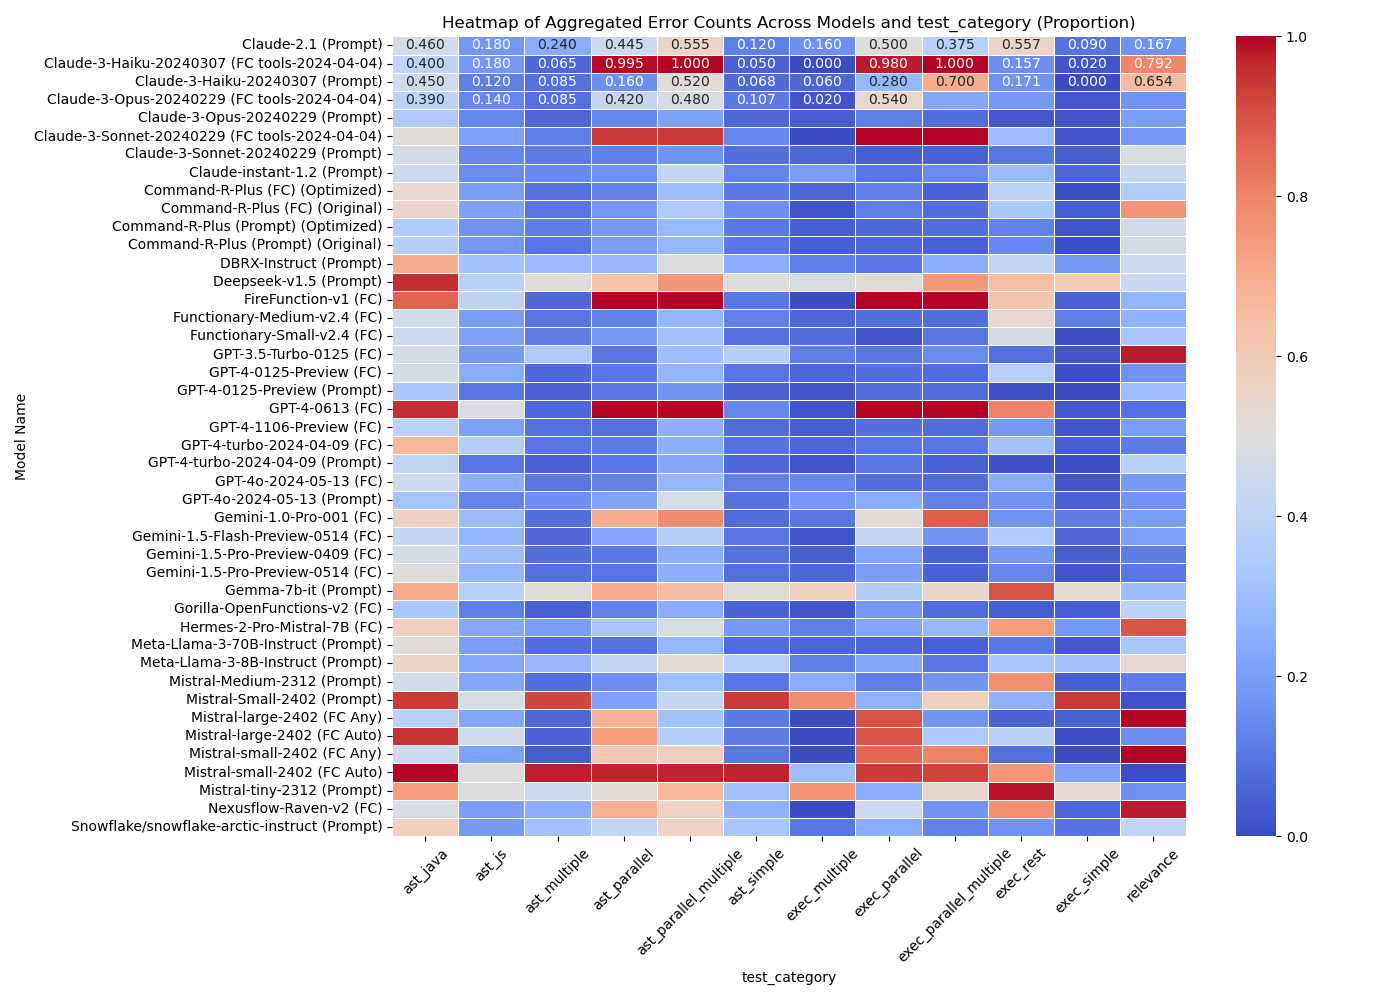 Heatmap of Aggregated Error Counts Across Models and test_category (Proportion)
Claude-2.1 (Prompt) 0.460 0.180 0.240 0.445 0.555 0.120 0.160 0.500 0.375 0.557 0.090 0.167
Claude-3-Haiku-20240307 (FC tools-2024-04-04) 0.400 0.180 0.065 0.995 1.000 0.050 0.000 0.980 1.000 0.157 0.020 0.792
Claude-3-Haiku-20240307 (Prompt) 0.450 0.120 0.085 0.160 0.520 0.068 0.060 0.280 0.700 0.171 0.000 0.654
Claude-3-Opus-20240229 (FC tools-2024-04-04) 0.390 0.140 0.085 0.420 0.480 0.107 0.020 0.540
Claude-3-Opus-20240229 (Prompt)
Claude-3-Sonnet-20240229 (FC tools-2024-04-04)
Claude-3-Sonnet-20240229 (Prompt)
Claude-instant-1.2 (Prompt)
Command-R-Plus (FC) (Optimized)
Command-R-Plus (FC) (Original)
Command-R-Plus (Prompt) (Optimized)
Command-R-Plus (Prompt) (Original)
DBRX-Instruct (Prompt)
Deepseek-v1.5 (Prompt)
FireFunction-v1 (FC)
Functionary-Medium-v2.4 (FC)
Functionary-Small-v2.4 (FC)
GPT-3.5-Turbo-0125 (FC)
GPT-4-0125-Preview (FC)
GPT-4-0125-Preview (Prompt)
GPT-4-0613 (FC)
GPT-4-1106-Preview (FC)
GPT-4-turbo-2024-04-09 (FC)
GPT-4-turbo-2024-04-09 (Prompt)
GPT-4o-2024-05-13 (FC)
GPT-4o-2024-05-13 (Prompt)
Gemini-1.0-Pro-001 (FC)
Gemini-1.5-Flash-Preview-0514 (FC)
Gemini-1.5-Pro-Preview-0409 (FC)
Gemini-1.5-Pro-Preview-0514 (FC)
Gemma-7b-it (Prompt)
Gorilla-OpenFunctions-v2 (FC)
Hermes-2-Pro-Mistral-7B (FC)
Meta-Llama-3-70B-Instruct (Prompt)
Meta-Llama-3-8B-Instruct (Prompt)
Mistral-Medium-2312 (Prompt)
Mistral-Small-2402 (Prompt)
Mistral-large-2402 (FC Any)
Mistral-large-2402 (FC Auto)
Mistral-small-2402 (FC Any)
Mistral-small-2402 (FC Auto)
Mistral-tiny-2312 (Prompt)
Nexusflow-Raven-v2 (FC)
Snowflake/snowflake-arctic-instruct (Prompt)
Model Name
ast_java ast_js ast_multiple ast_parallel ast_parallel_multiple ast_simple exec_multiple exec_parallel exec_parallel_multiple exec_rest exec_simple relevance
test_category
1.0
0.8
0.6
0.4
0.2
0.0